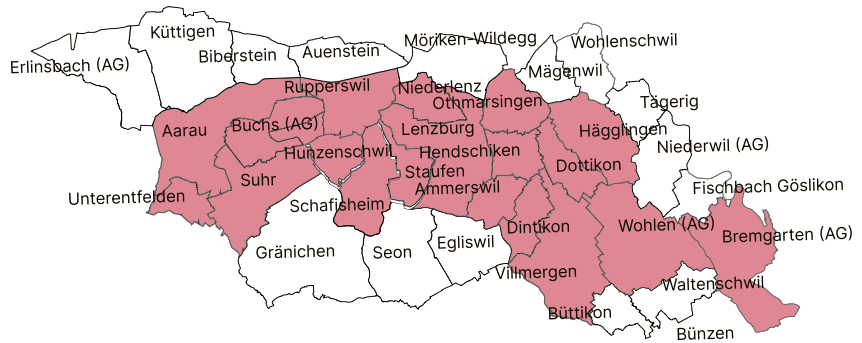 Küttigen
Möriken-Wildegg
Wohlenschwil
Biberstein
Auenstein
Erlinsbach (AG)
Mägenwil
Rupperswil
Niederlenz
Othmarsingen
Tägerig
Aarau
Buchs (AG)
Lenzburg
Hägglingen
Niederwil (AG)
Hunzenschwil
Hendschiken
Dottikon
Staufen
Suhr
Ammerswil
Fischbach Göslikon
Unterentfelden
Schafisheim
Dintikon
Wohlen (AG)
Bremgarten (AG)
Gränichen
Seon
Egliswil
Villmergen
Waltenschwil
Büttikon
Bünzen